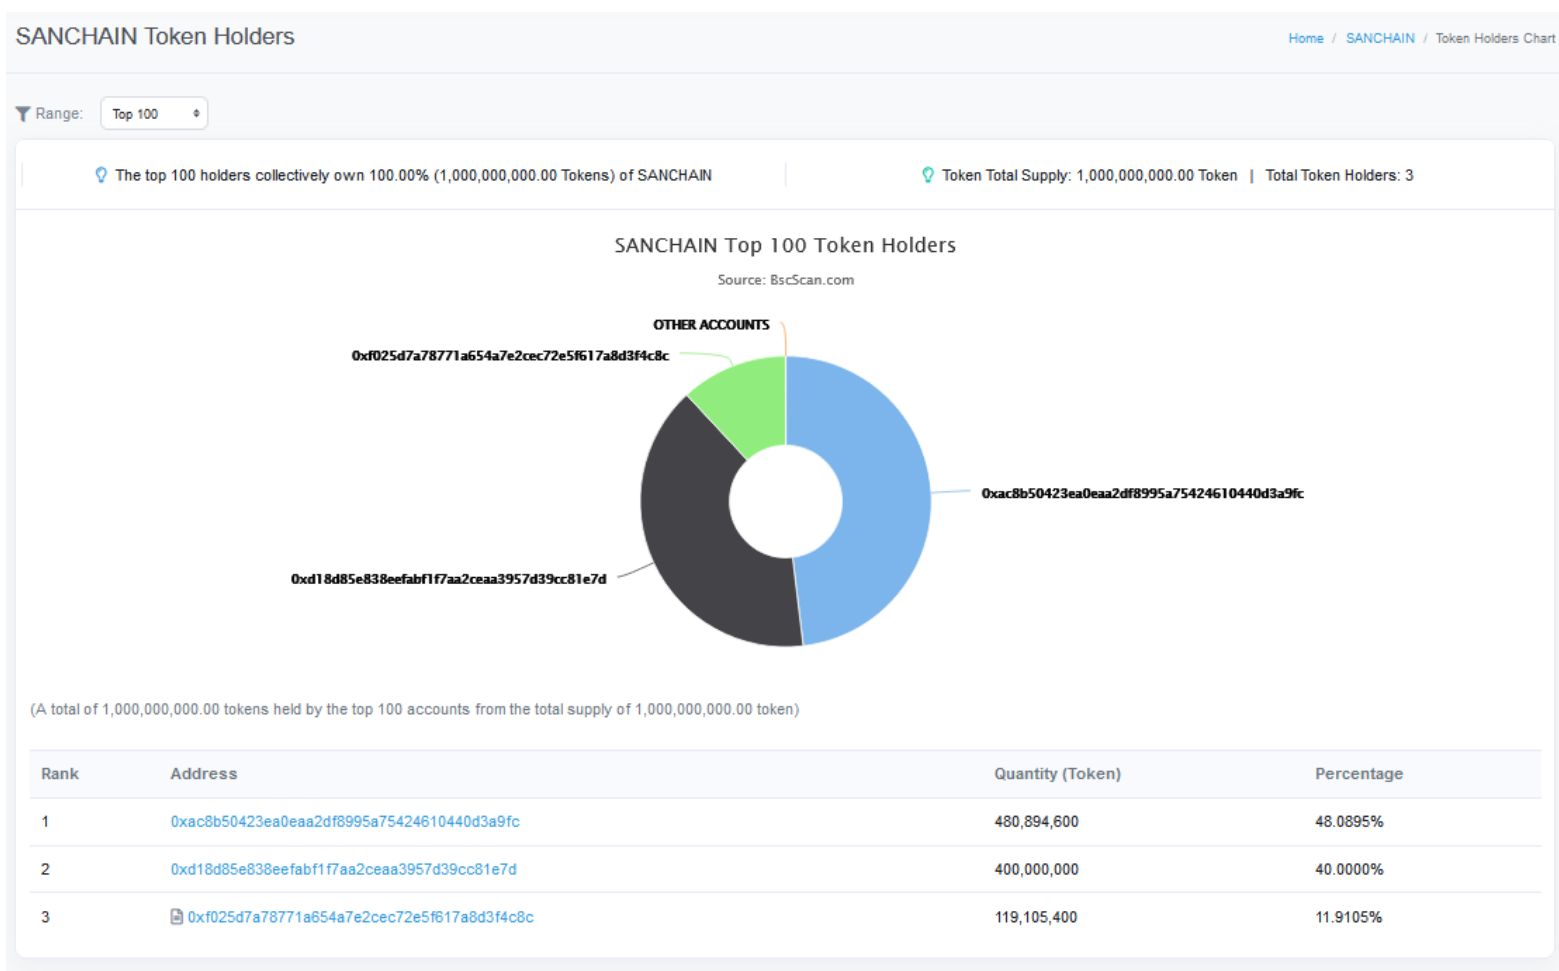 SANCHAIN Token Holders
Home / SANCHAIN / Token Holders Chart
Range: Top 100
The top 100 holders collectively own 100.00% (1,000,000,000.00 Tokens) of SANCHAIN
Token Total Supply: 1,000,000,000.00 Token | Total Token Holders: 3
SANCHAIN Top 100 Token Holders
Source: BscScan.com
OTHER ACCOUNTS
0xf025d7a78771a654a7e2cec72e5f617a8d3f4c8c
0xac8b50423ea0eaa2df8995a75424610440d3a9fc
0xd18d85e838eefabf1f7aa2ceaa3957d39cc81e7d
(A total of 1,000,000,000.00 tokens held by the top 100 accounts from the total supply of 1,000,000,000.00 token)
Rank Address Quantity (Token) Percentage
1 0xac8b50423ea0eaa2df8995a75424610440d3a9fc 480,894,600 48.0895%
2 0xd18d85e838eefabf1f7aa2ceaa3957d39cc81e7d 400,000,000 40.0000%
3 0xf025d7a78771a654a7e2cec72e5f617a8d3f4c8c 119,105,400 11.9105%